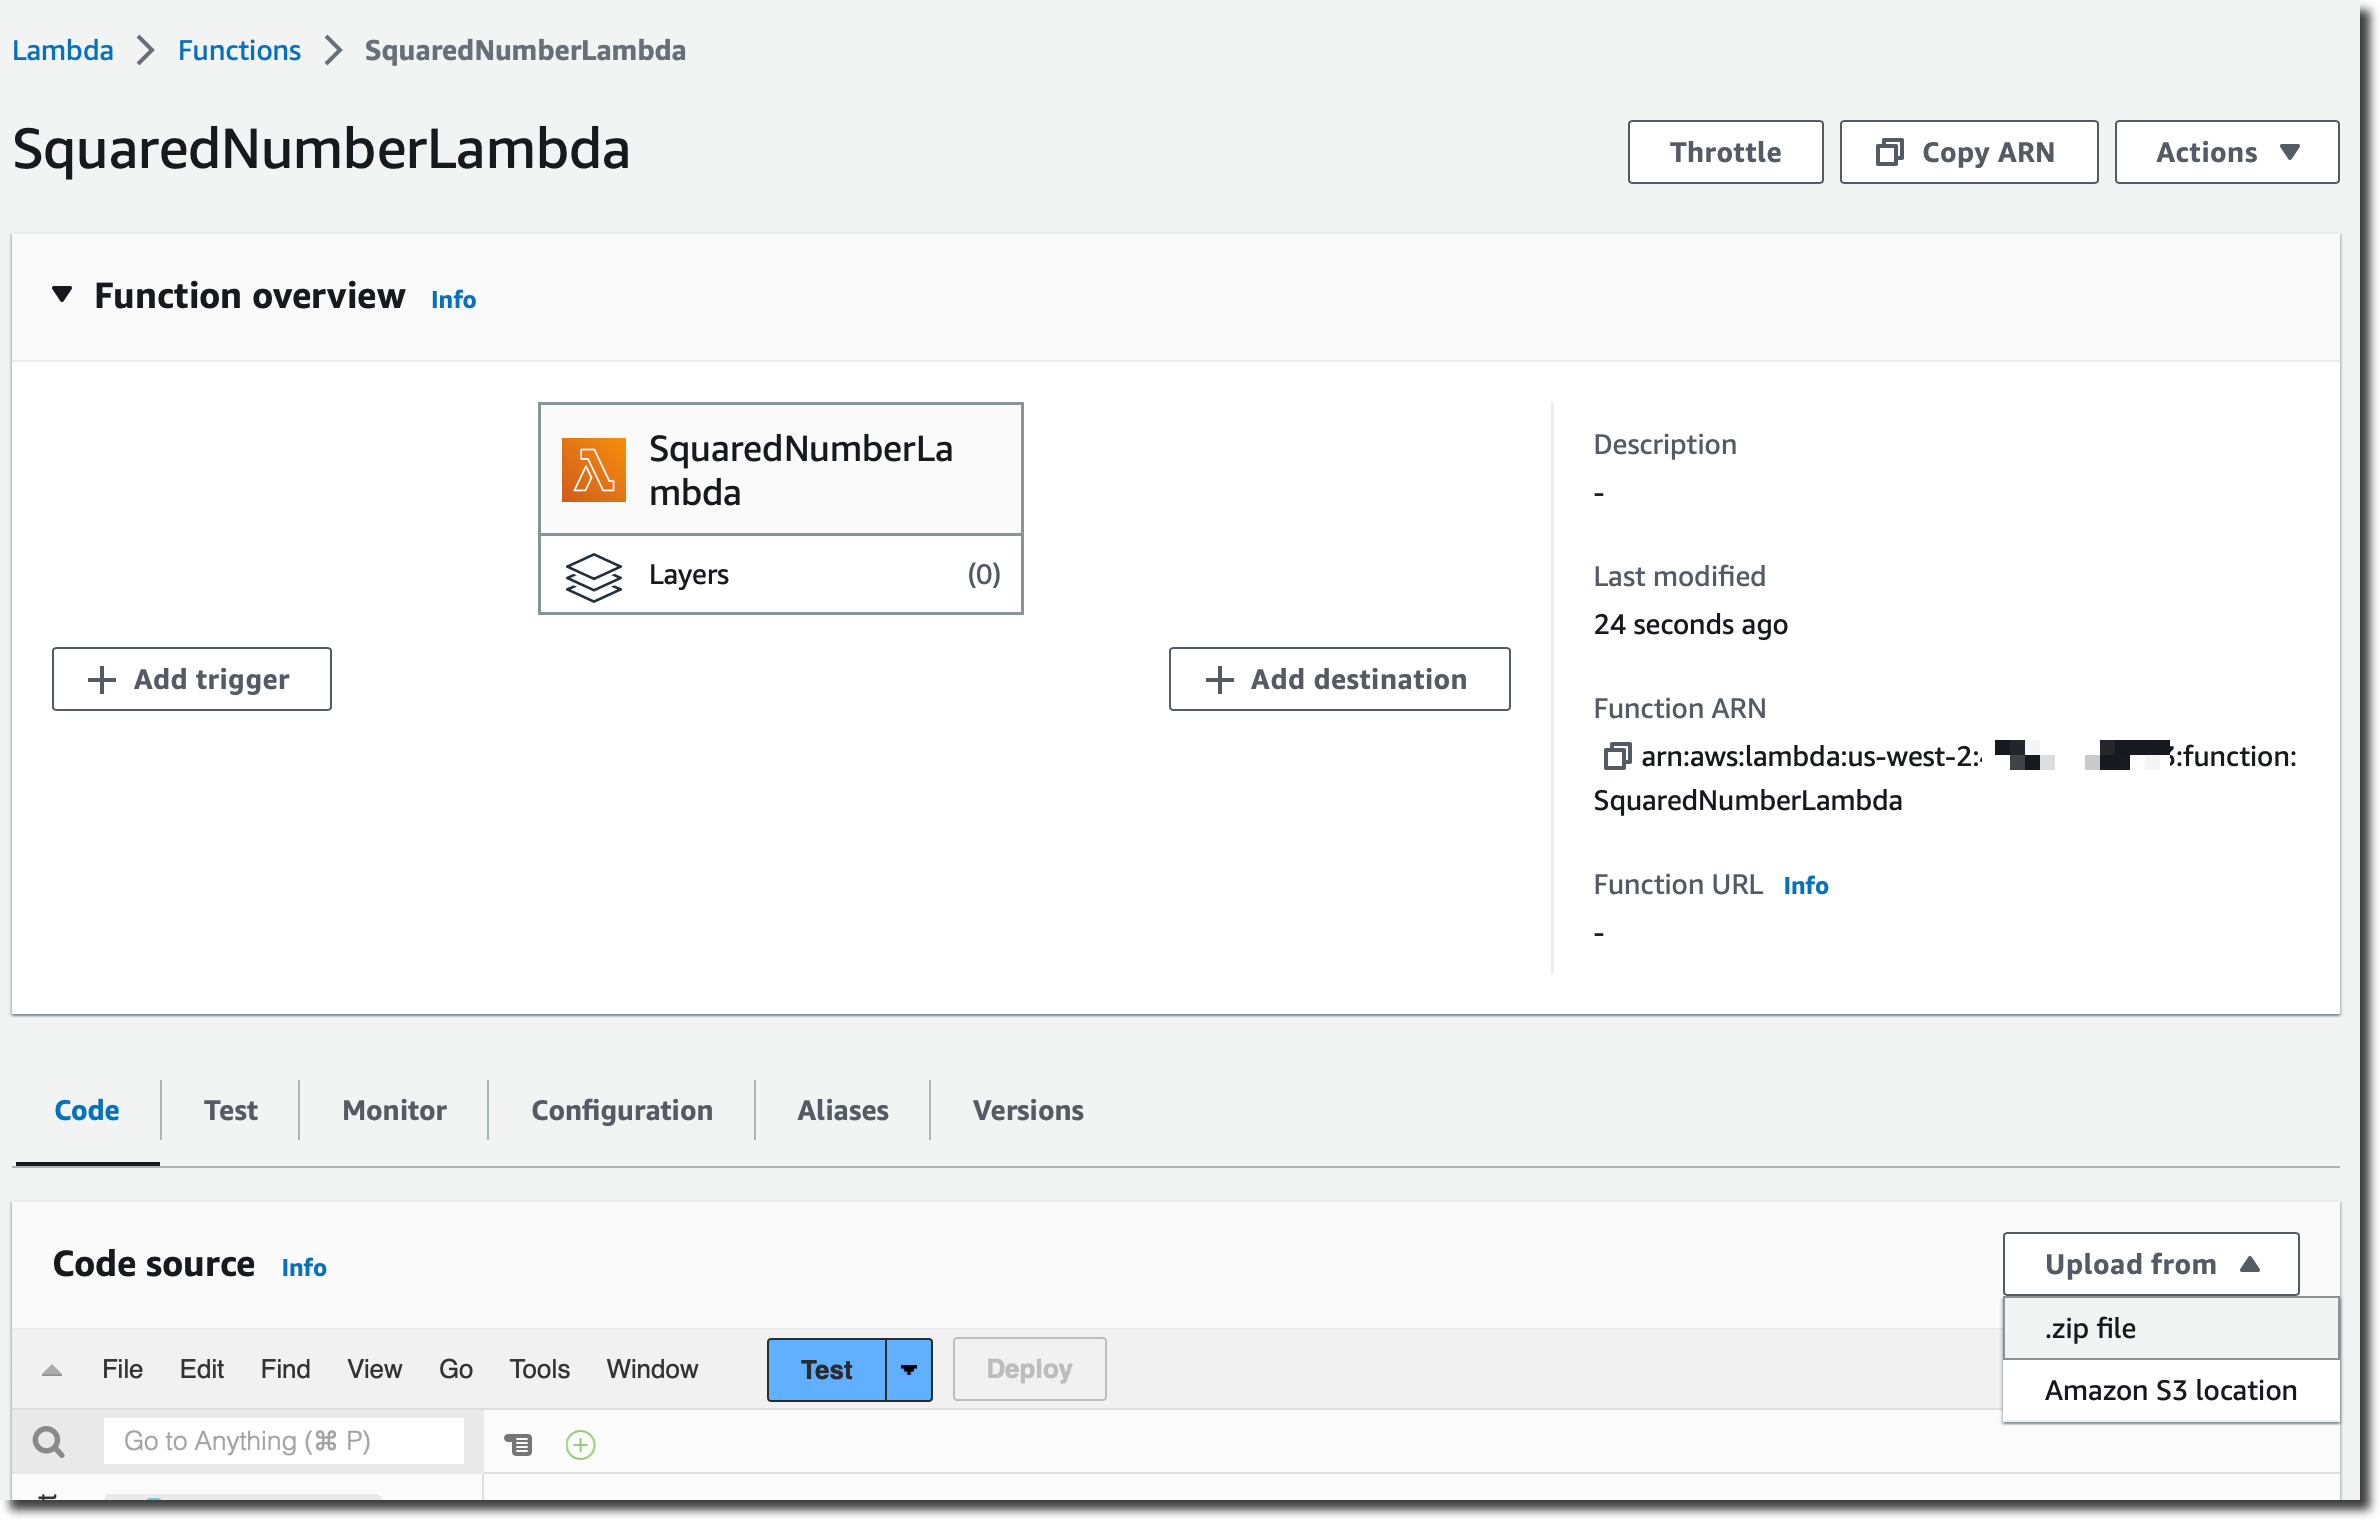 Lambda > Functions > SquaredNumberLambda
SquaredNumberLambda
Throttle
Copy ARN
Actions
Function overview Info
SquaredNumberLa
mbda
Layers (0)
Add trigger
Add destination
Description
-
Last modified
24 seconds ago
Function ARN
arn:aws:lambda:us-west-2: :function:
SquaredNumberLambda
Function URL Info
-
Code
Test
Monitor
Configuration
Aliases
Versions
Code source Info
Upload from
.zip file
Amazon S3 location
File Edit Find View Go Tools Window
Test
Deploy
Go to Anything (⌘ P)